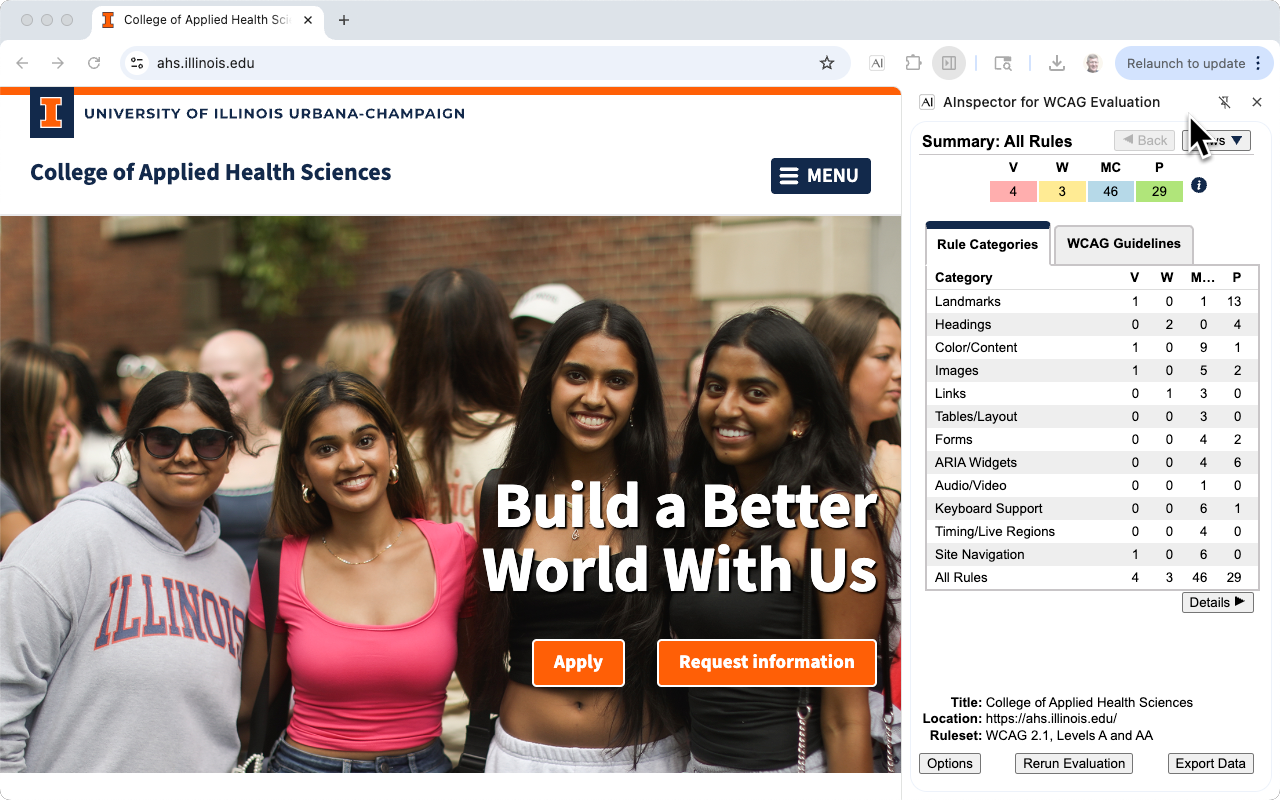 College of Applied Health Sci
ahs.illinois.edu
AI
Relaunch to update
I
UNIVERSITY OF ILLINOIS URBANA-CHAMPAIGN
College of Applied Health Sciences
MENU
ILLINOIS
Build a Better
World With Us
Apply
Request information
AI AInspector for WCAG Evaluation
Summary: All Rules
Back
V W MC P
4 3 46 29
i
Rule Categories
WCAG Guidelines
Category V W M... P
Landmarks 1 0 1 13
Headings 0 2 0 4
Color/Content 1 0 9 1
Images 1 0 5 2
Links 0 1 3 0
Tables/Layout 0 0 3 0
Forms 0 0 4 2
ARIA Widgets 0 0 4 6
Audio/Video 0 0 1 0
Keyboard Support 0 0 6 1
Timing/Live Regions 0 0 4 0
Site Navigation 1 0 6 0
All Rules 4 3 46 29
Details
Title: College of Applied Health Sciences
Location: https://ahs.illinois.edu/
Ruleset: WCAG 2.1, Levels A and AA
Options
Rerun Evaluation
Export Data